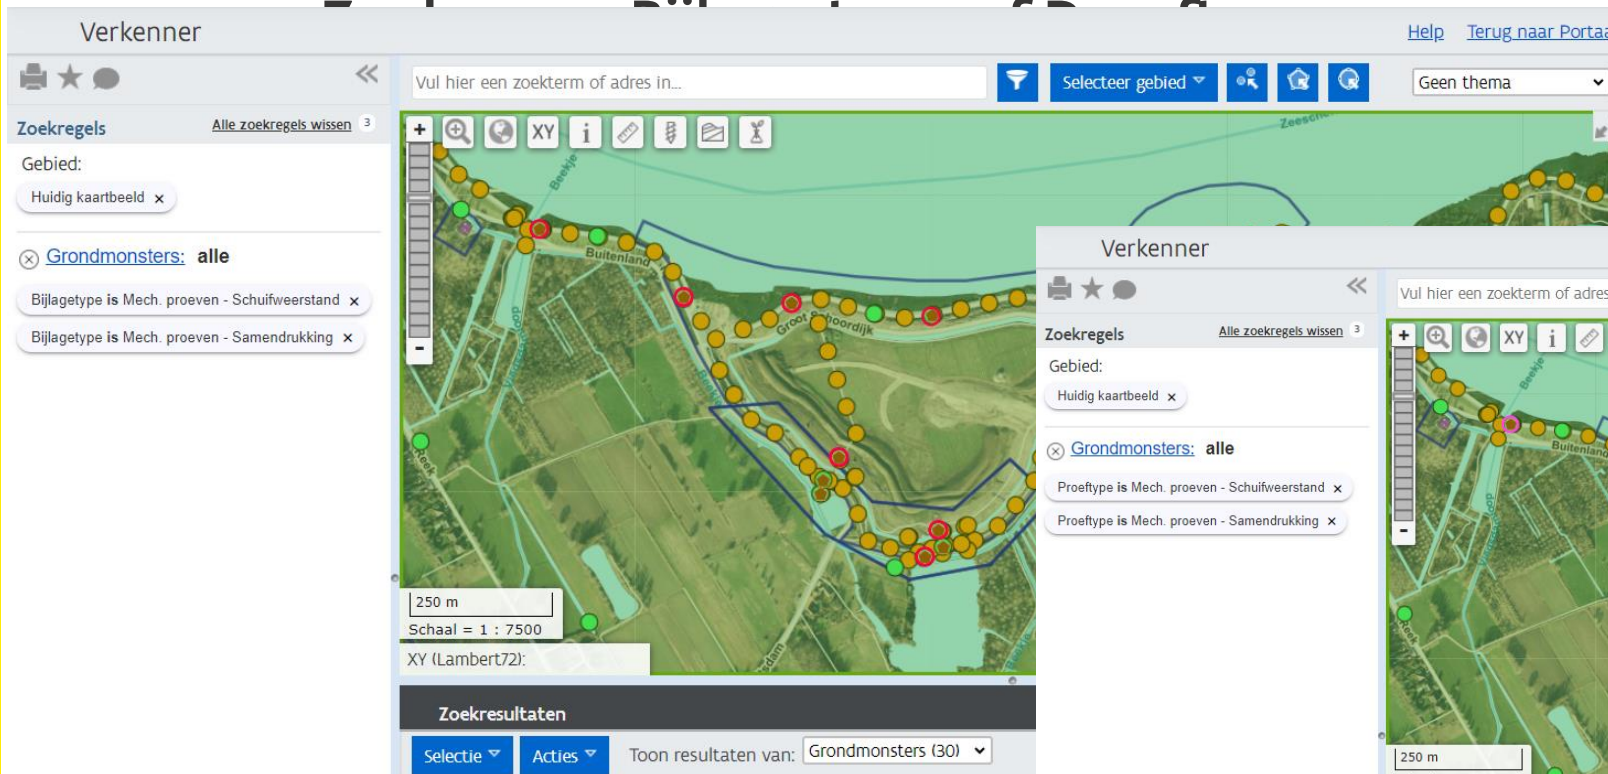 Verkenner
Help Terug naar Portaa
Vul hier een zoekterm of adres in...
Selecteer gebied
Geen thema
Zoekregels Alle zoekregels wissen 3
Gebied:
Huidig kaartbeeld ×
Grondmonsters: alle
Bijlagetype is Mech. proeven - Schuifweerstand ×
Bijlagetype is Mech. proeven - Samendrukking ×
+ XY i
-
Beekje
Buitenland
Groot Schoordijk
Beekje
250 m
Schaal = 1 : 7500
XY (Lambert72):
Zoekresultaten
Selectie Acties Toon resultaten van: Grondmonsters (30)
Verkenner
Vul hier een zoekterm of adres
Zoekregels Alle zoekregels wissen 3
Gebied:
Huidig kaartbeeld ×
Grondmonsters: alle
Proeftype is Mech. proeven - Schuifweerstand ×
Proeftype is Mech. proeven - Samendrukking ×
+ XY i
-
Beekje
Buitenland
250 m